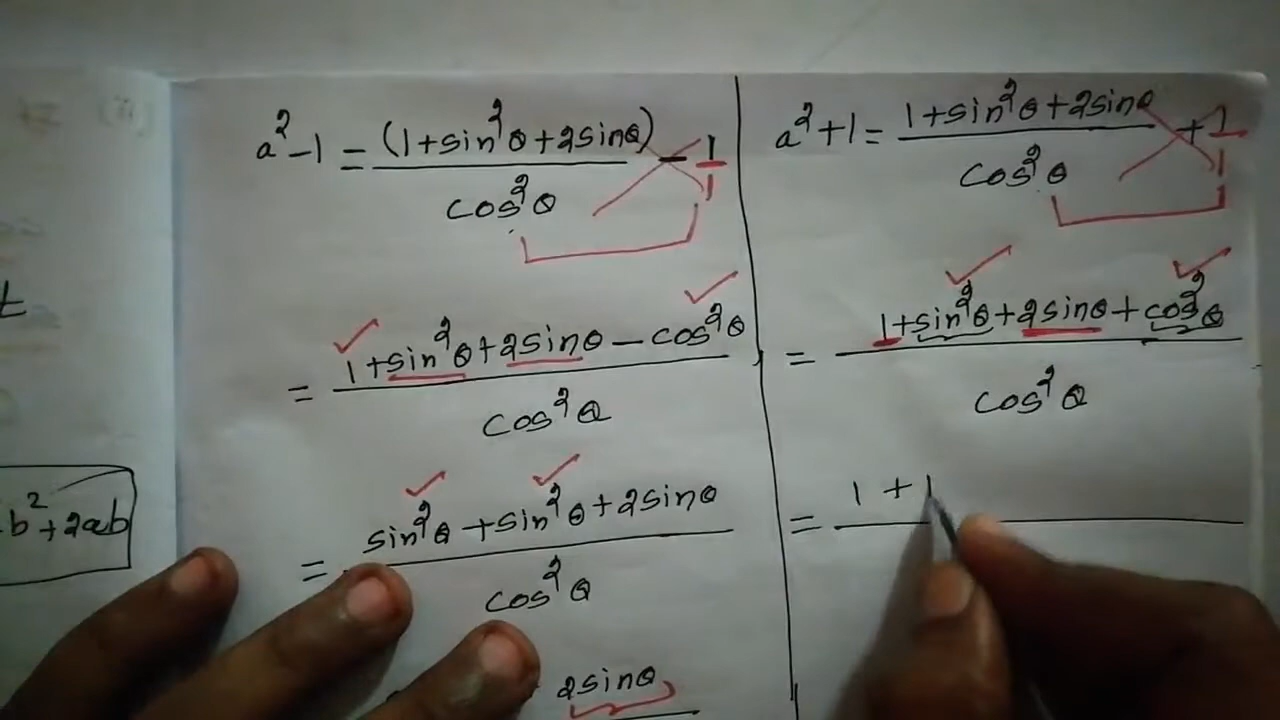 a²-1 = (1+sin²θ+2sinθ)/cos²θ - 1/1
= (1+sin²θ+2sinθ-cos²θ)/cos²θ
= (sin²θ+sin²θ+2sinθ)/cos²θ
2sinθ
a²+1 = (1+sin²θ+2sinθ)/cos²θ + 1/1
= (1+sin²θ+2sinθ+cos²θ)/cos²θ
= 1+1
b²+2ab